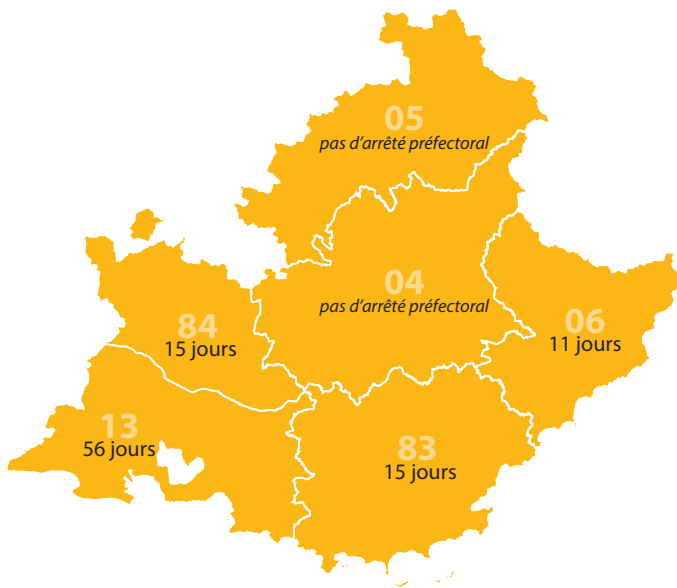 05
pas d'arrêté préfectoral
04
pas d'arrêté préfectoral
84
15 jours
06
11 jours
13
56 jours
83
15 jours